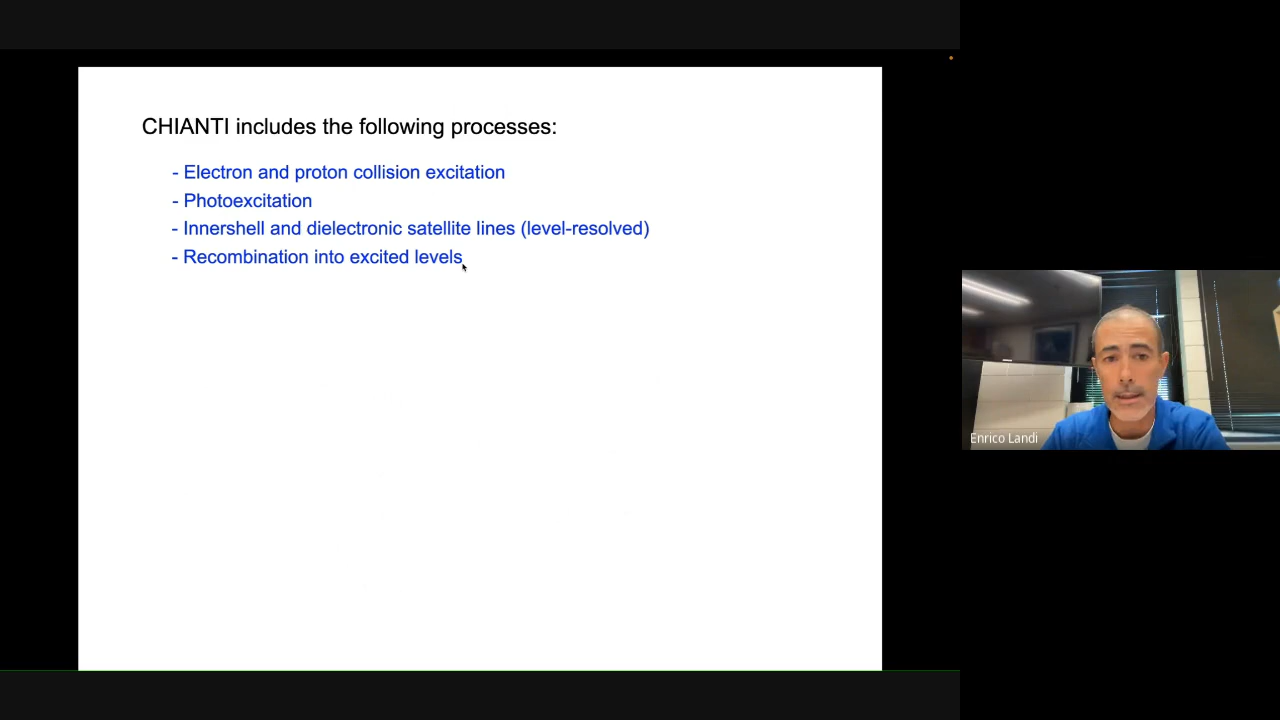 CHIANTI includes the following processes:
- Electron and proton collision excitation
- Photoexcitation
- Innershell and dielectronic satellite lines (level-resolved)
- Recombination into excited levels
Enrico Landi